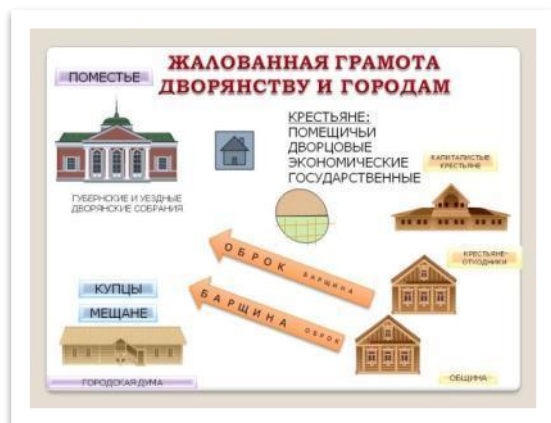 ЖАЛОВАННАЯ ГРАМОТА
ДВОРЯНСТВУ И ГОРОДАМ
ПОМЕСТЬЕ
ГУБЕРНСКИЕ И УЕЗДНЫЕ
ДВОРЯНСКИЕ СОБРАНИЯ
КРЕСТЬЯНЕ:
ПОМЕЩИЧЬИ
ДВОРЦОВЫЕ
ЭКОНОМИЧЕСКИЕ
ГОСУДАРСТВЕННЫЕ
КАПИТАЛИСТЫЕ
КРЕСТЬЯНЕ
ОБРОК БАРЩИНА
КРЕСТЬЯНЕ-
ОТХОДНИКИ
БАРЩИНА ОБРОК
КУПЦЫ
МЕЩАНЕ
ГОРОДСКАЯ ДУМА
ОБЩИНА